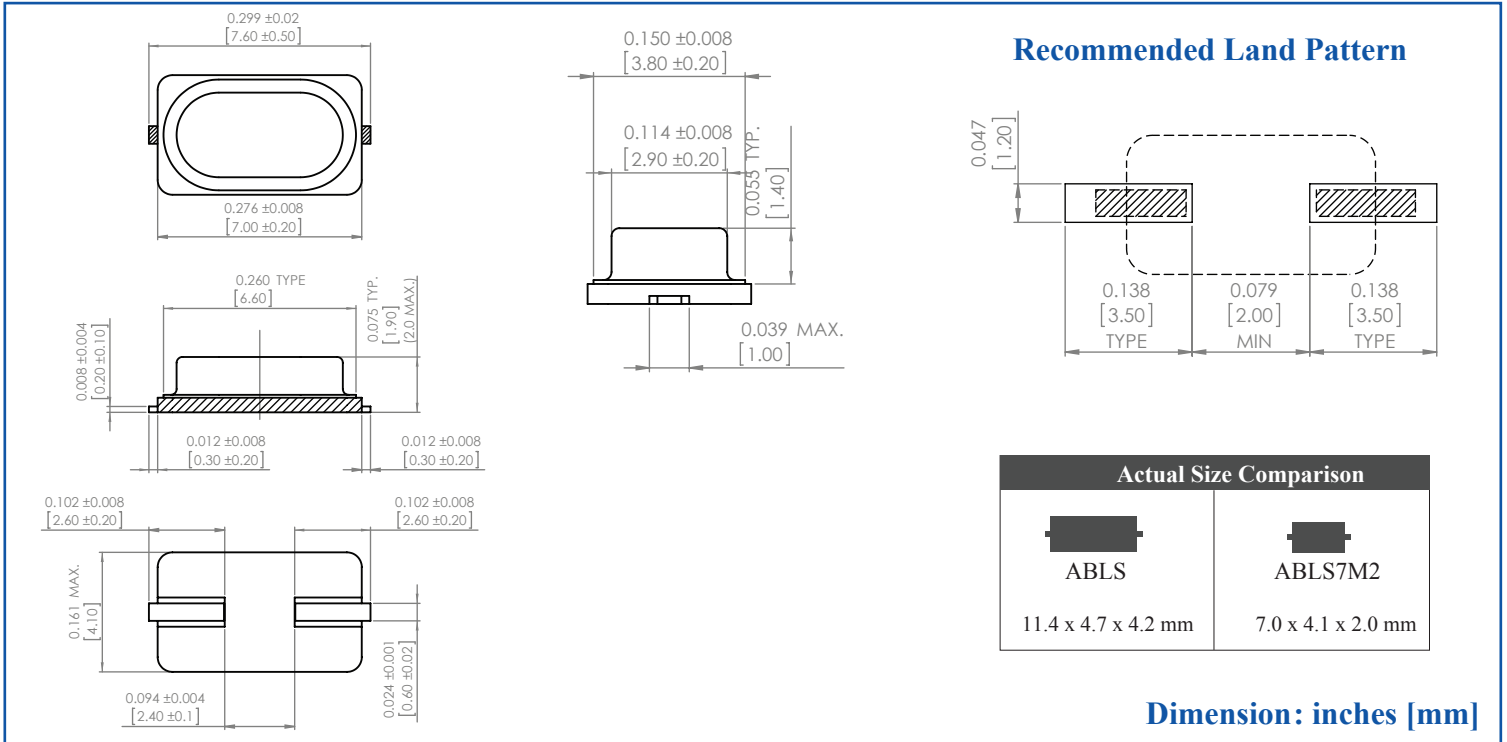 0.299 ±0.02
[7.60 ±0.50]
0.276 ±0.008
[7.00 ±0.20]
0.260 TYPE
[6.60]
0.075 TYP.
[1.90]
(2.0 MAX.)
0.008 ±0.004
[0.20 ±0.10]
0.012 ±0.008
[0.30 ±0.20]
0.012 ±0.008
[0.30 ±0.20]
0.102 ±0.008
[2.60 ±0.20]
0.102 ±0.008
[2.60 ±0.20]
0.161 MAX.
[4.10]
0.024 ±0.001
[0.60 ±0.02]
0.094 ±0.004
[2.40 ±0.1]
0.150 ±0.008
[3.80 ±0.20]
0.114 ±0.008
[2.90 ±0.20]
0.055 TYP.
[1.40]
0.039 MAX.
[1.00]
Recommended Land Pattern
0.047
[1.20]
0.138
[3.50]
TYPE
0.079
[2.00]
MIN
0.138
[3.50]
TYPE
Actual Size Comparison
ABLS
11.4 x 4.7 x 4.2 mm
ABLS7M2
7.0 x 4.1 x 2.0 mm
Dimension: inches [mm]